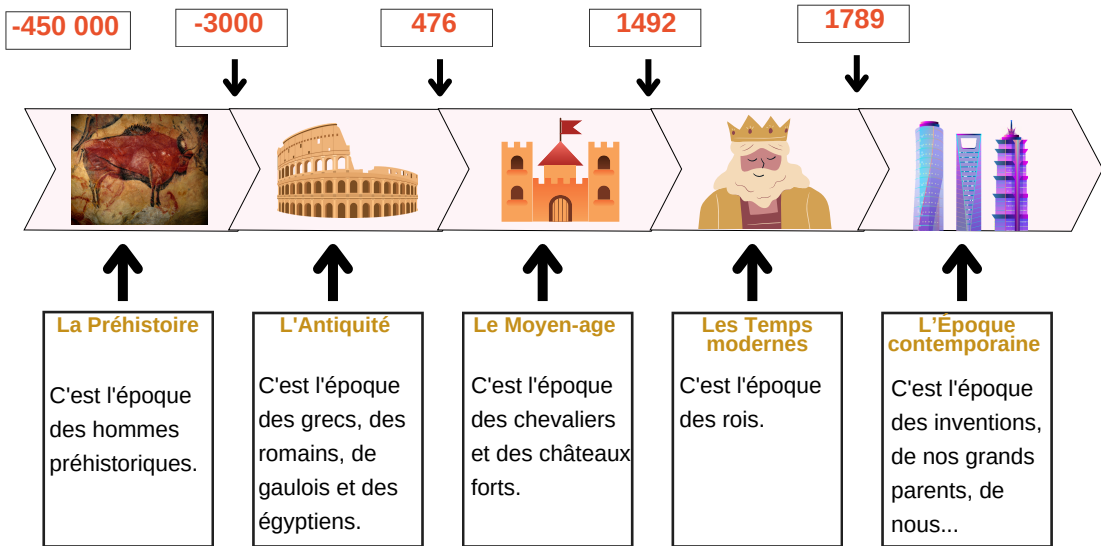 -450 000
-3000
476
1492
1789
La Préhistoire
C'est l'époque
des hommes
préhistoriques.
L'Antiquité
C'est l'époque
des grecs, des
romains, de
gaulois et des
égyptiens.
Le Moyen-age
C'est l'époque
des chevaliers
et des châteaux
forts.
Les Temps
modernes
C'est l'époque
des rois.
L'Époque
contemporaine
C'est l'époque
des inventions,
de nos grands
parents, de
nous...